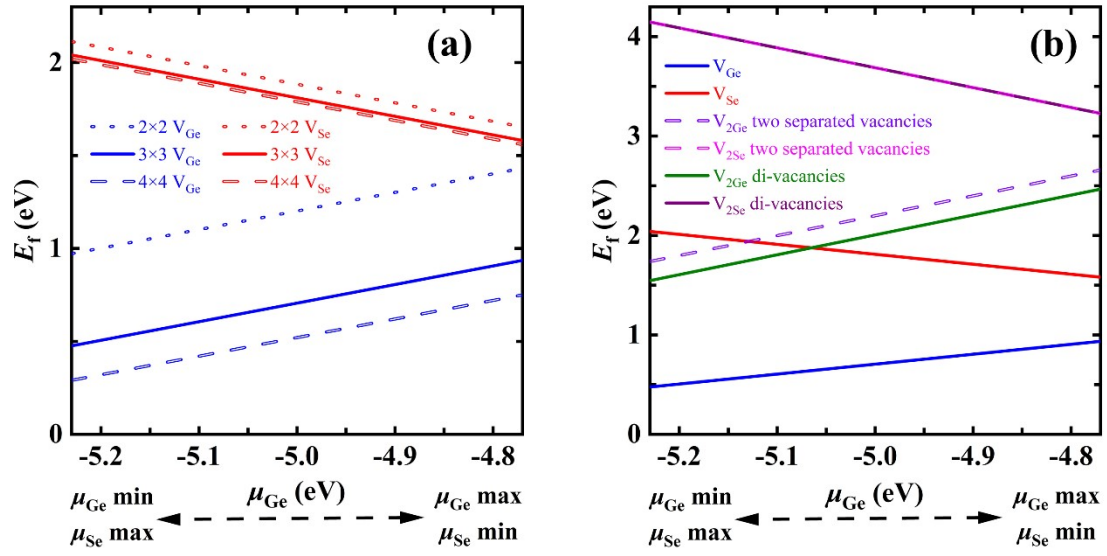 (a)
2
1
0
E_f (eV)
2×2 V_Ge
2×2 V_Se
3×3 V_Ge
3×3 V_Se
4×4 V_Ge
4×4 V_Se
-5.2 -5.1 -5.0 -4.9 -4.8
μ_Ge (eV)
μ_Ge min
μ_Ge max
μ_Se max
μ_Se min
(b)
4
3
2
1
0
E_f (eV)
V_Ge
V_Se
V_2Ge two separated vacancies
V_2Se two separated vacancies
V_2Ge di-vacancies
V_2Se di-vacancies
-5.2 -5.1 -5.0 -4.9 -4.8
μ_Ge (eV)
μ_Ge min
μ_Ge max
μ_Se max
μ_Se min